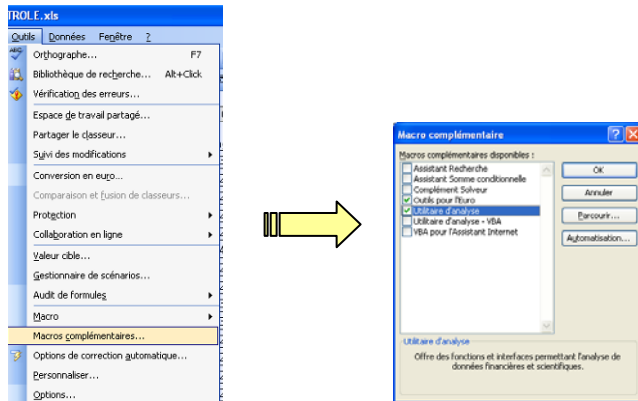 TROLE.xls
Outils Données Fenêtre ?
Orthographe... F7
Bibliothèque de recherche... Alt+Click
Vérification des erreurs...
Espace de travail partagé...
Partager le classeur...
Suivi des modifications
Conversion en euro...
Comparaison et fusion de classeurs...
Protection
Collaboration en ligne
Valeur cible...
Gestionnaire de scénarios...
Audit de formules
Macro
Macros complémentaires...
Options de correction automatique...
Personnaliser...
Options...
Macro complémentaire
Macros complémentaires disponibles :
Assistant Recherche
Assistant Somme conditionnelle
Complément Solveur
Outils pour l'Euro
Utilitaire d'analyse
Utilitaire d'analyse - VBA
VBA pour l'Assistant Internet
OK
Annuler
Parcourir...
Automatisation...
Utilitaire d'analyse
Offre des fonctions et interfaces permettant l'analyse de
données financières et scientifiques.